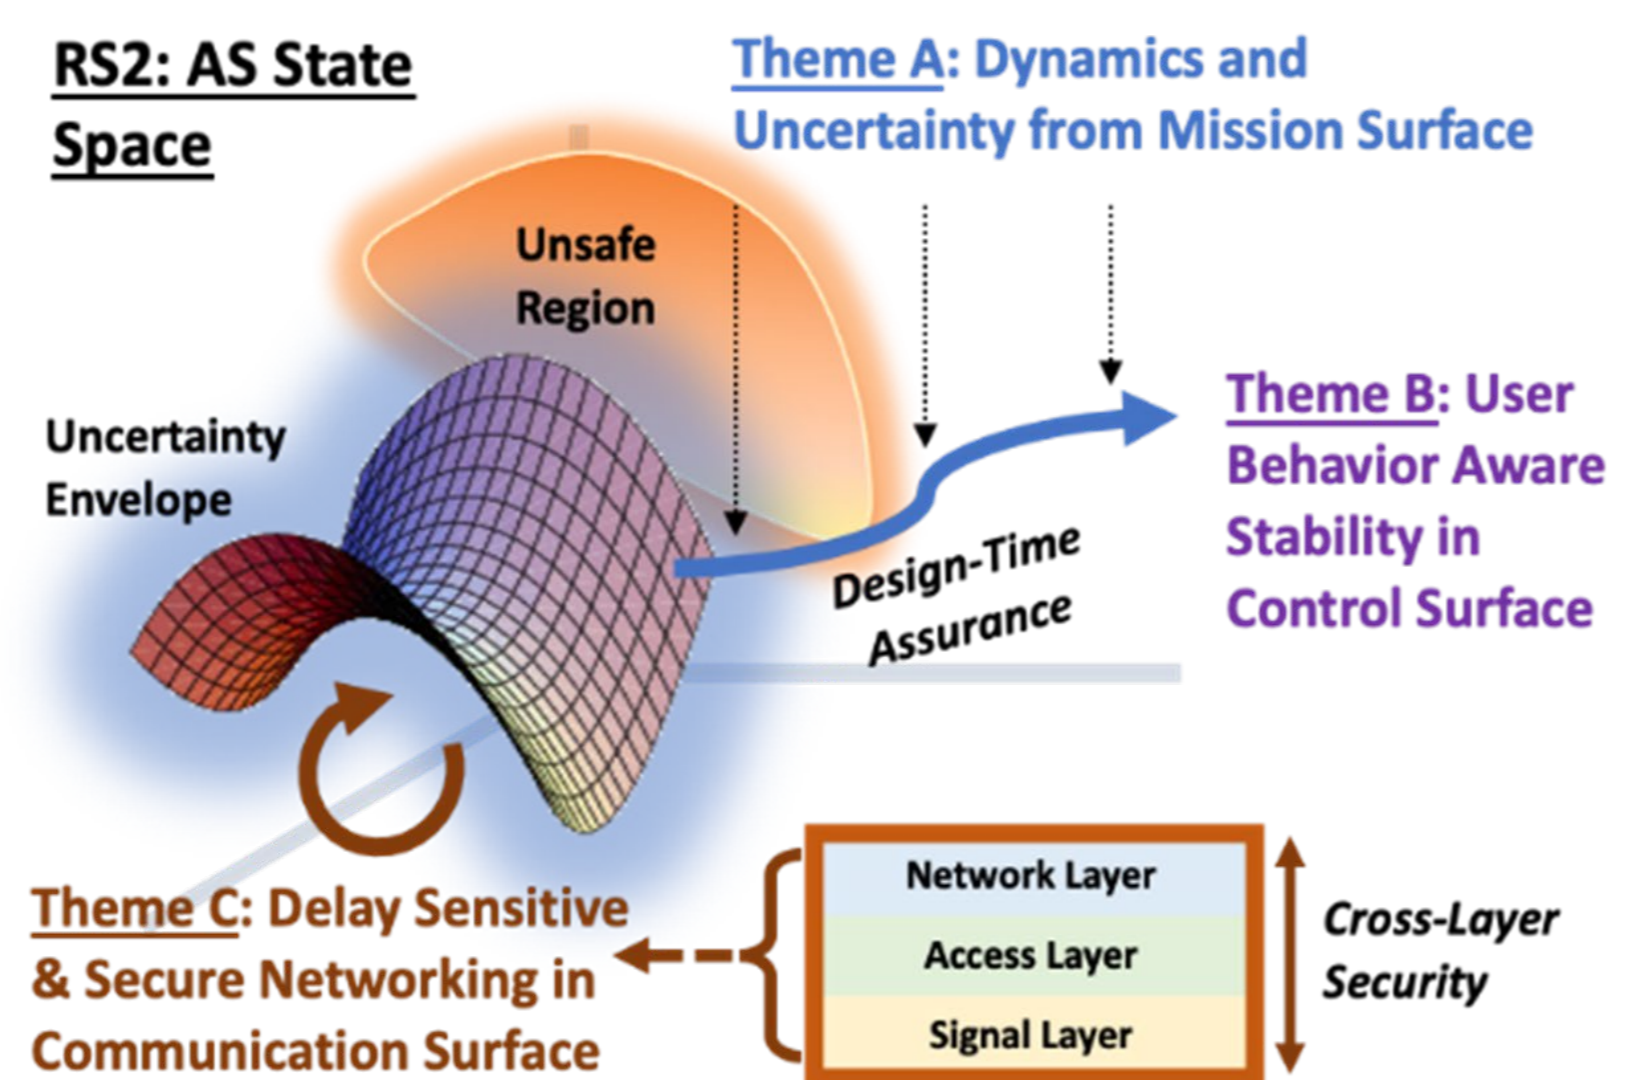 RS2: AS State
Space
Theme A: Dynamics and
Uncertainty from Mission Surface
Unsafe
Region
Uncertainty
Envelope
Theme B: User
Behavior Aware
Stability in
Control Surface
Design-Time
Assurance
Theme C: Delay Sensitive
& Secure Networking in
Communication Surface
Network Layer
Access Layer
Signal Layer
Cross-Layer
Security